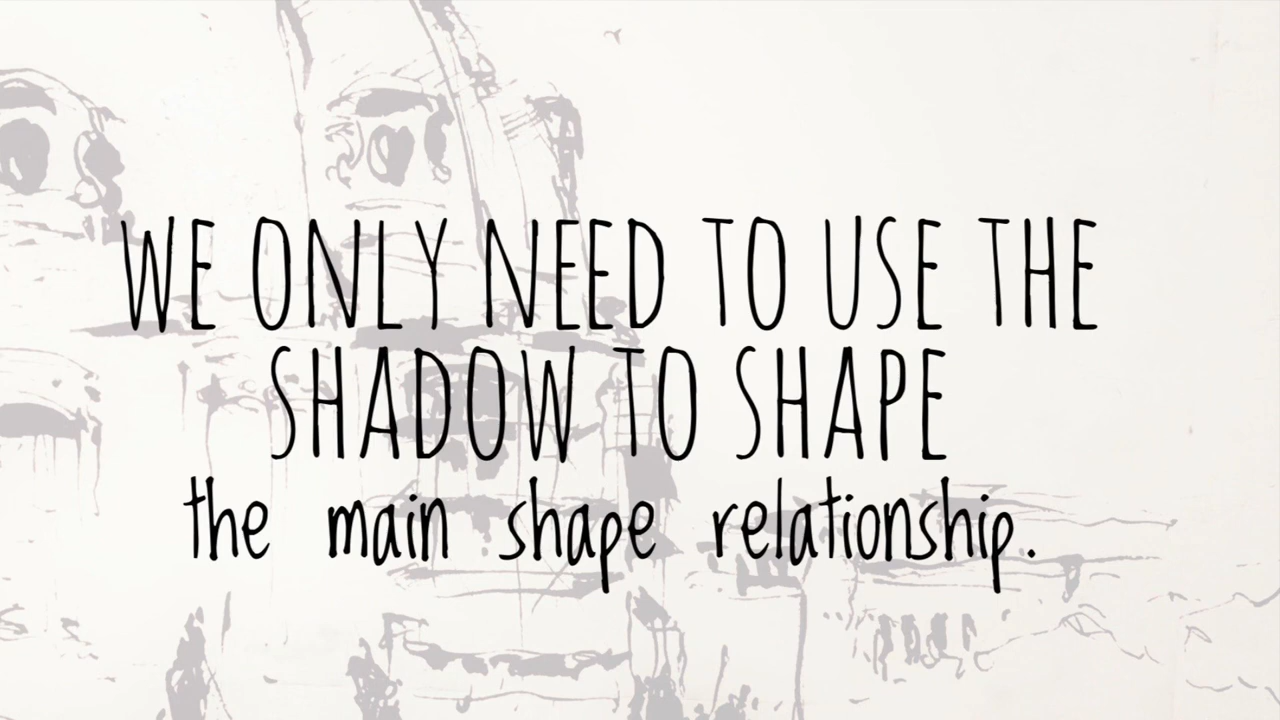 WE ONLY NEED TO USE THE
SHADOW TO SHAPE
the main shape relationship.